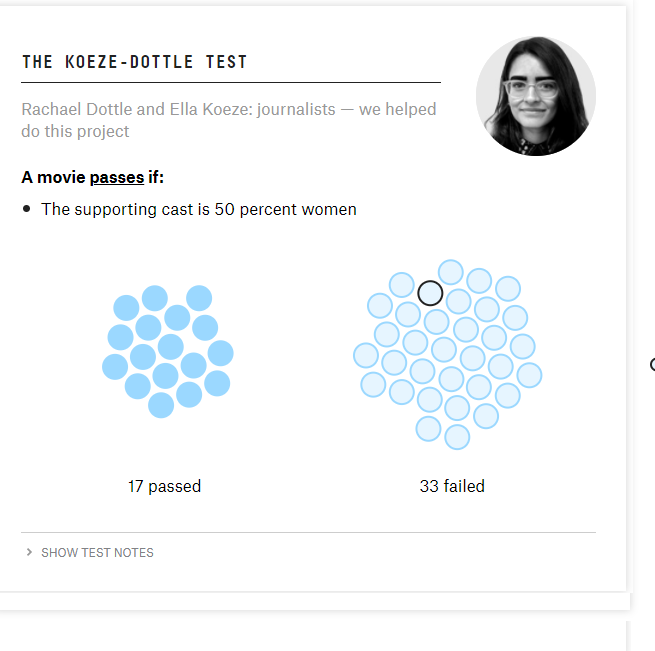 THE KOEZE-DOTTLE TEST
Rachael Dottle and Ella Koeze: journalists — we helped
do this project
A movie passes if:
• The supporting cast is 50 percent women
17 passed
33 failed
SHOW TEST NOTES